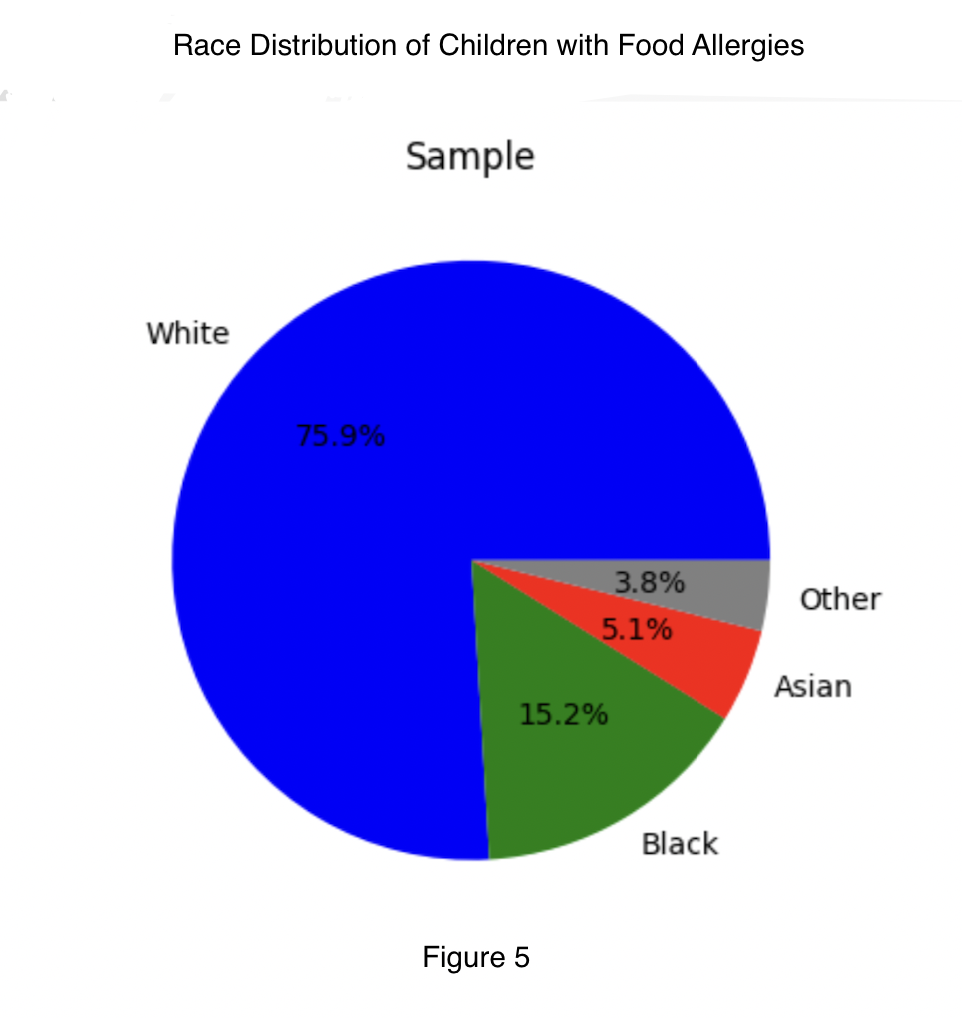 Race Distribution of Children with Food Allergies
Sample
White
75.9%
3.8%
Other
5.1%
Asian
15.2%
Black
Figure 5